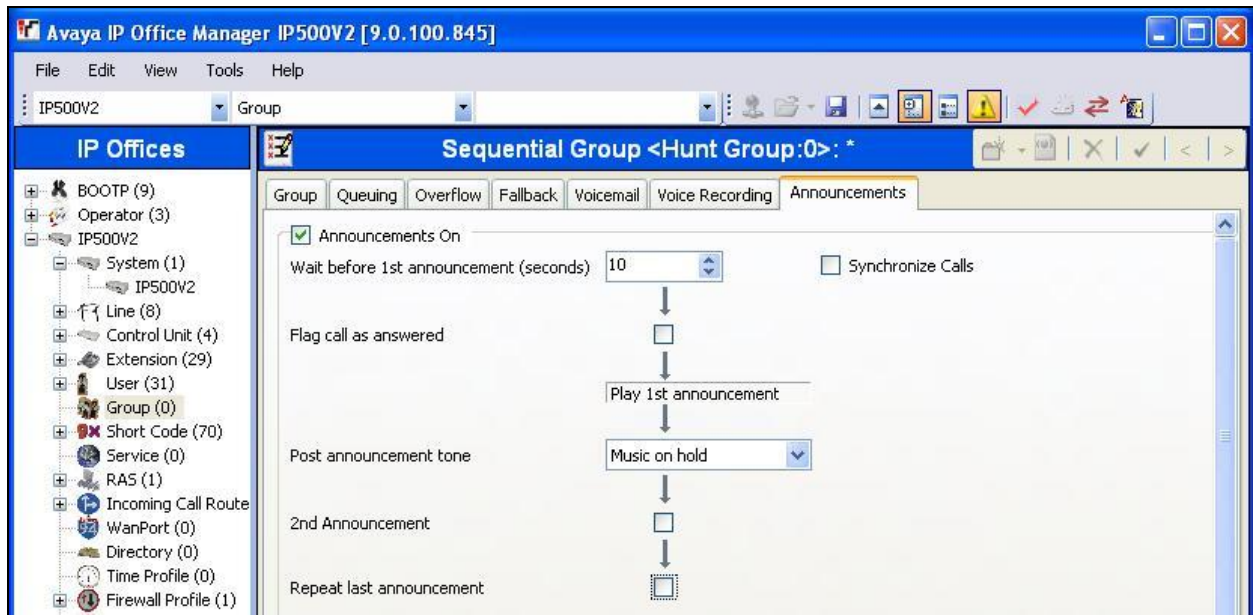 Avaya IP Office Manager IP500V2 [9.0.100.845]
File Edit View Tools Help
IP500V2 Group
IP Offices
Sequential Group <Hunt Group:0>: *
BOOTP (9)
Operator (3)
IP500V2
System (1)
IP500V2
Line (8)
Control Unit (4)
Extension (29)
User (31)
Group (0)
Short Code (70)
Service (0)
RAS (1)
Incoming Call Route
WanPort (0)
Directory (0)
Time Profile (0)
Firewall Profile (1)
Group Queuing Overflow Fallback Voicemail Voice Recording Announcements
Announcements On
Wait before 1st announcement (seconds) 10 Synchronize Calls
Flag call as answered
Play 1st announcement
Post announcement tone Music on hold
2nd Announcement
Repeat last announcement